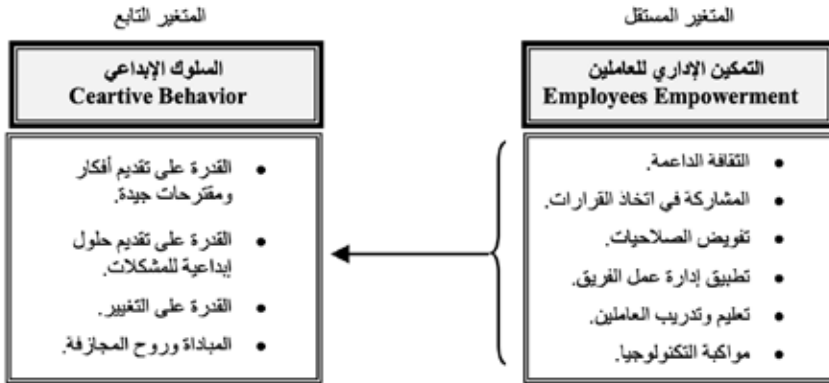 المتغير المستقل
التمكين الإداري للعاملين
Employees Empowerment
• الثقافة الداعمة.
• المشاركة في اتخاذ القرارات.
• تفويض الصلاحيات.
• تطبيق إدارة عمل الفريق.
• تعليم وتدريب العاملين.
• مواكبة التكنولوجيا.
المتغير التابع
السلوك الإبداعي
Ceartive Behavior
• القدرة على تقديم أفكار
ومقترحات جيدة.
• القدرة على تقديم حلول
إبداعية للمشكلات.
• القدرة على التغيير.
• المباداة وروح المجازفة.